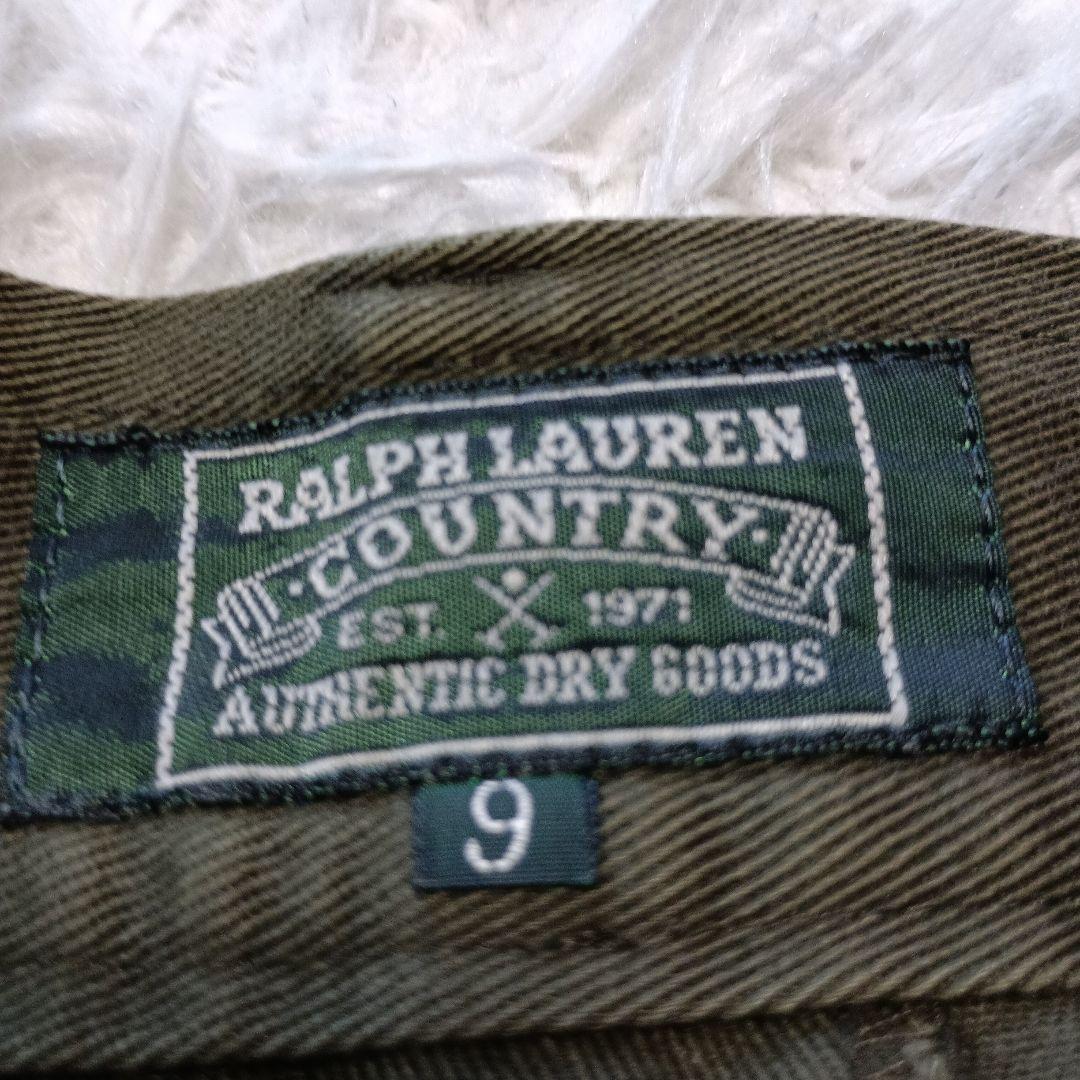 RALPH LAUREN
·COUNTRY·
EST. 1971
AUTHENTIC DRY GOODS
9